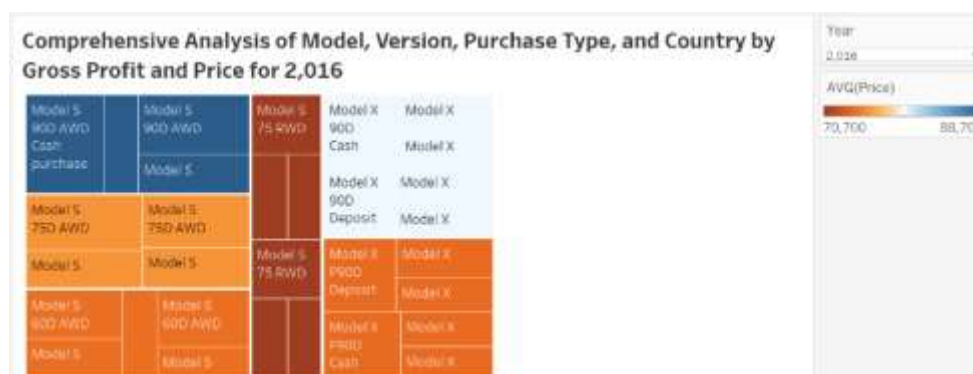 Comprehensive Analysis of Model, Version, Purchase Type, and Country by
Gross Profit and Price for 2,016
Model S
90D AWD
Cash
purchase
Model S
90D AWD
Model S
Model S
75 RWD
Model X
90D
Cash
Model X
Model X
Model X
90D
Deposit
Model X
Model X
Model S
75D AWD
Model S
75D AWD
Model S
Model S
Model S
75 RWD
Model X
P90D
Deposit
Model X
Model X
Model S
60D AWD
Model S
60D AWD
Model S
Model S
Model X
P90D
Cash
Model X
Model X
Year
2,016
AVG(Price)
70,700